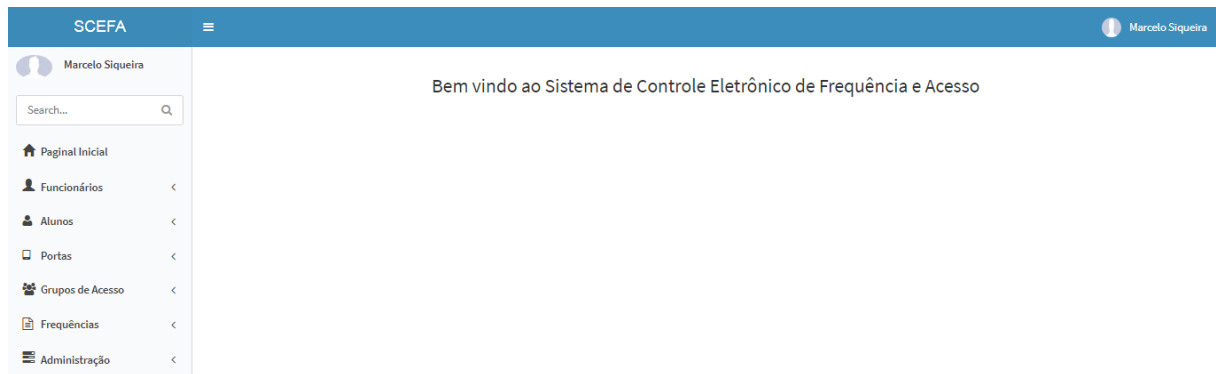 SCEFA
Marcelo Siqueira
Marcelo Siqueira
Search...
Paginal Inicial
Funcionários
Alunos
Portas
Grupos de Acesso
Frequências
Administração
Bem vindo ao Sistema de Controle Eletrônico de Frequência e Acesso